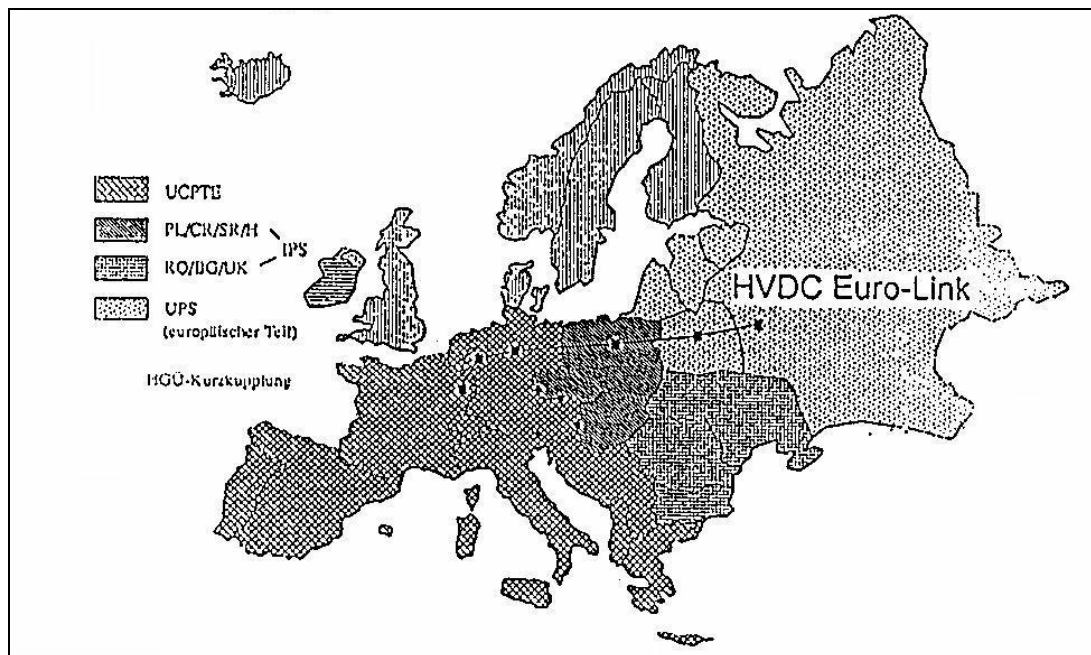 UCPTE
PL/CR/SR/H
IPS
RO/BG/UK
UPS
(europäischer Teil)
HGÜ-Kurzkupplung
HVDC Euro-Link